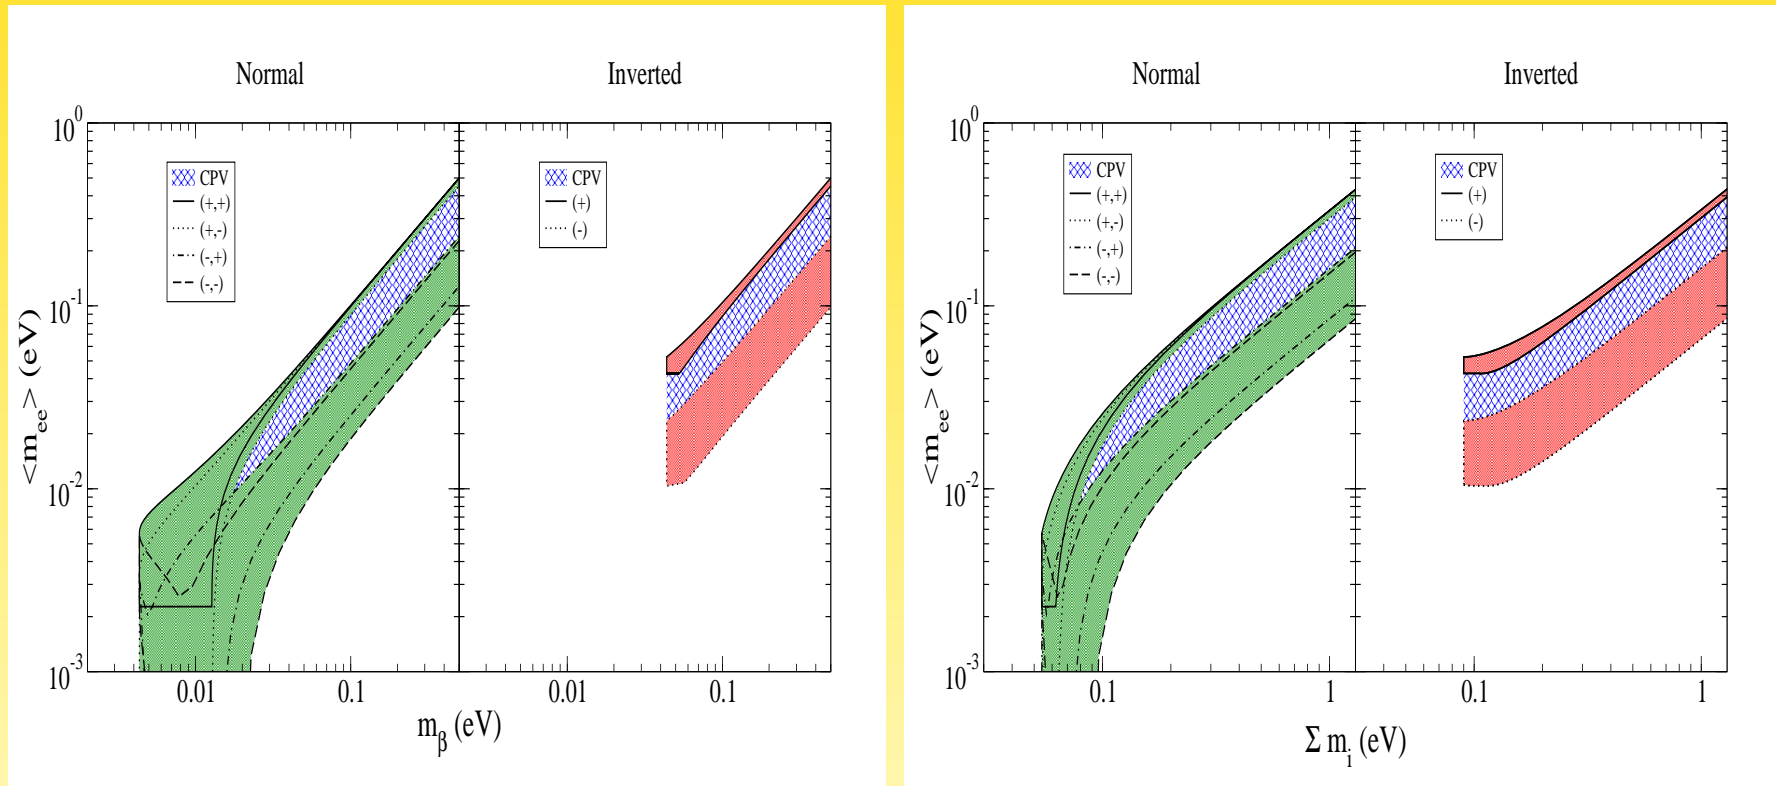 Normal
Inverted
10^0
10^-1
10^-2
10^-3
<m_ee> (eV)
CPV
(+,+)
(+,-)
(-,+)
(-,-)
CPV
(+)
(-)
0.01
0.1
0.01
0.1
m_β (eV)
Normal
Inverted
10^0
10^-1
10^-2
10^-3
<m_ee> (eV)
CPV
(+,+)
(+,-)
(-,+)
(-,-)
CPV
(+)
(-)
0.1
1
0.1
1
Σ m_i (eV)